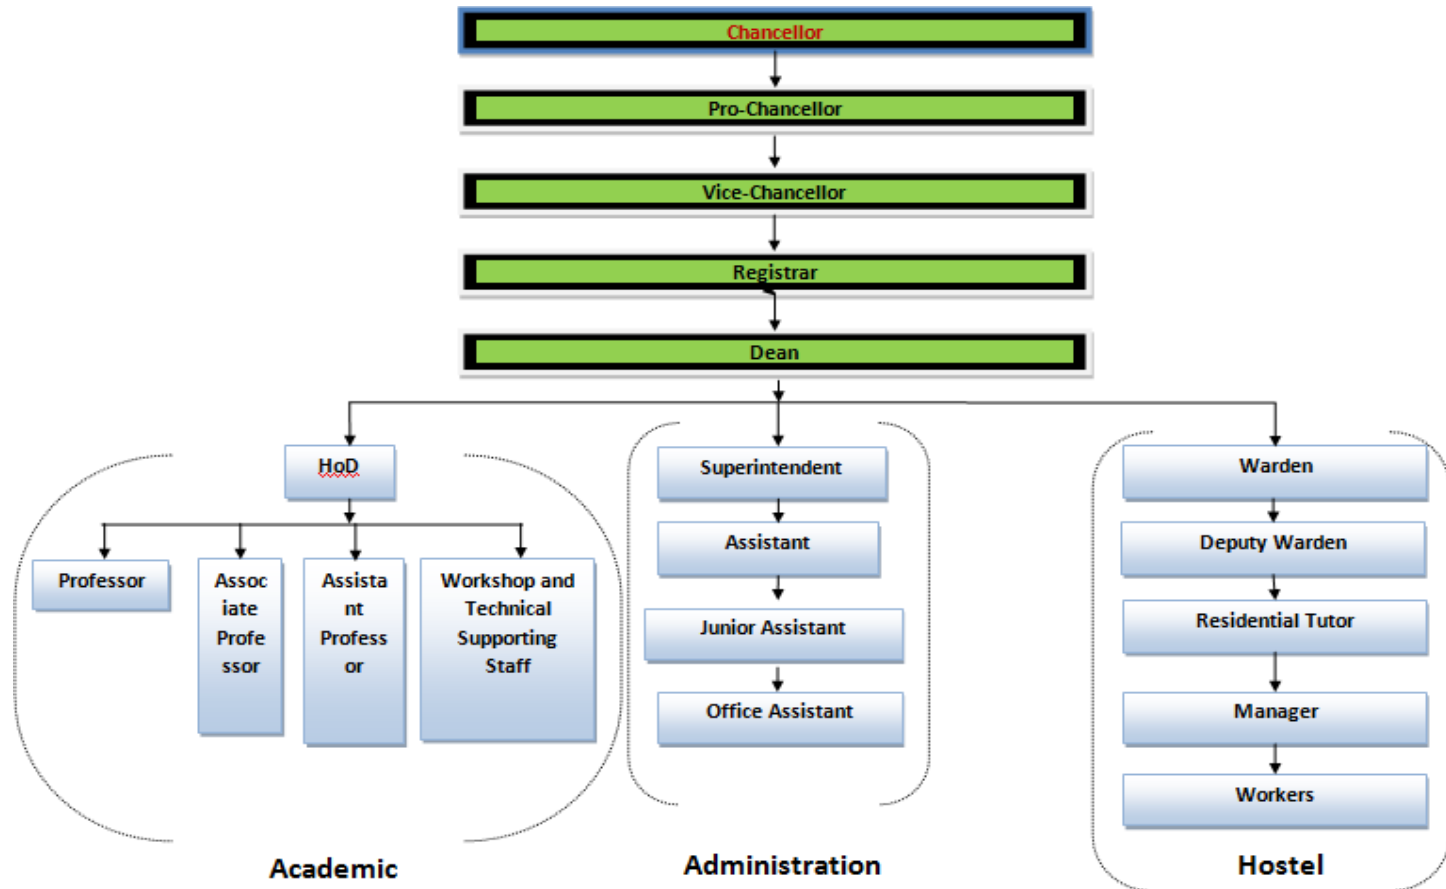 Chancellor
Pro-Chancellor
Vice-Chancellor
Registrar
Dean
HoD
Professor
Assoc
iate
Profe
ssor
Assista
nt
Profess
or
Workshop and
Technical
Supporting
Staff
Academic
Superintendent
Assistant
Junior Assistant
Office Assistant
Administration
Warden
Deputy Warden
Residential Tutor
Manager
Workers
Hostel